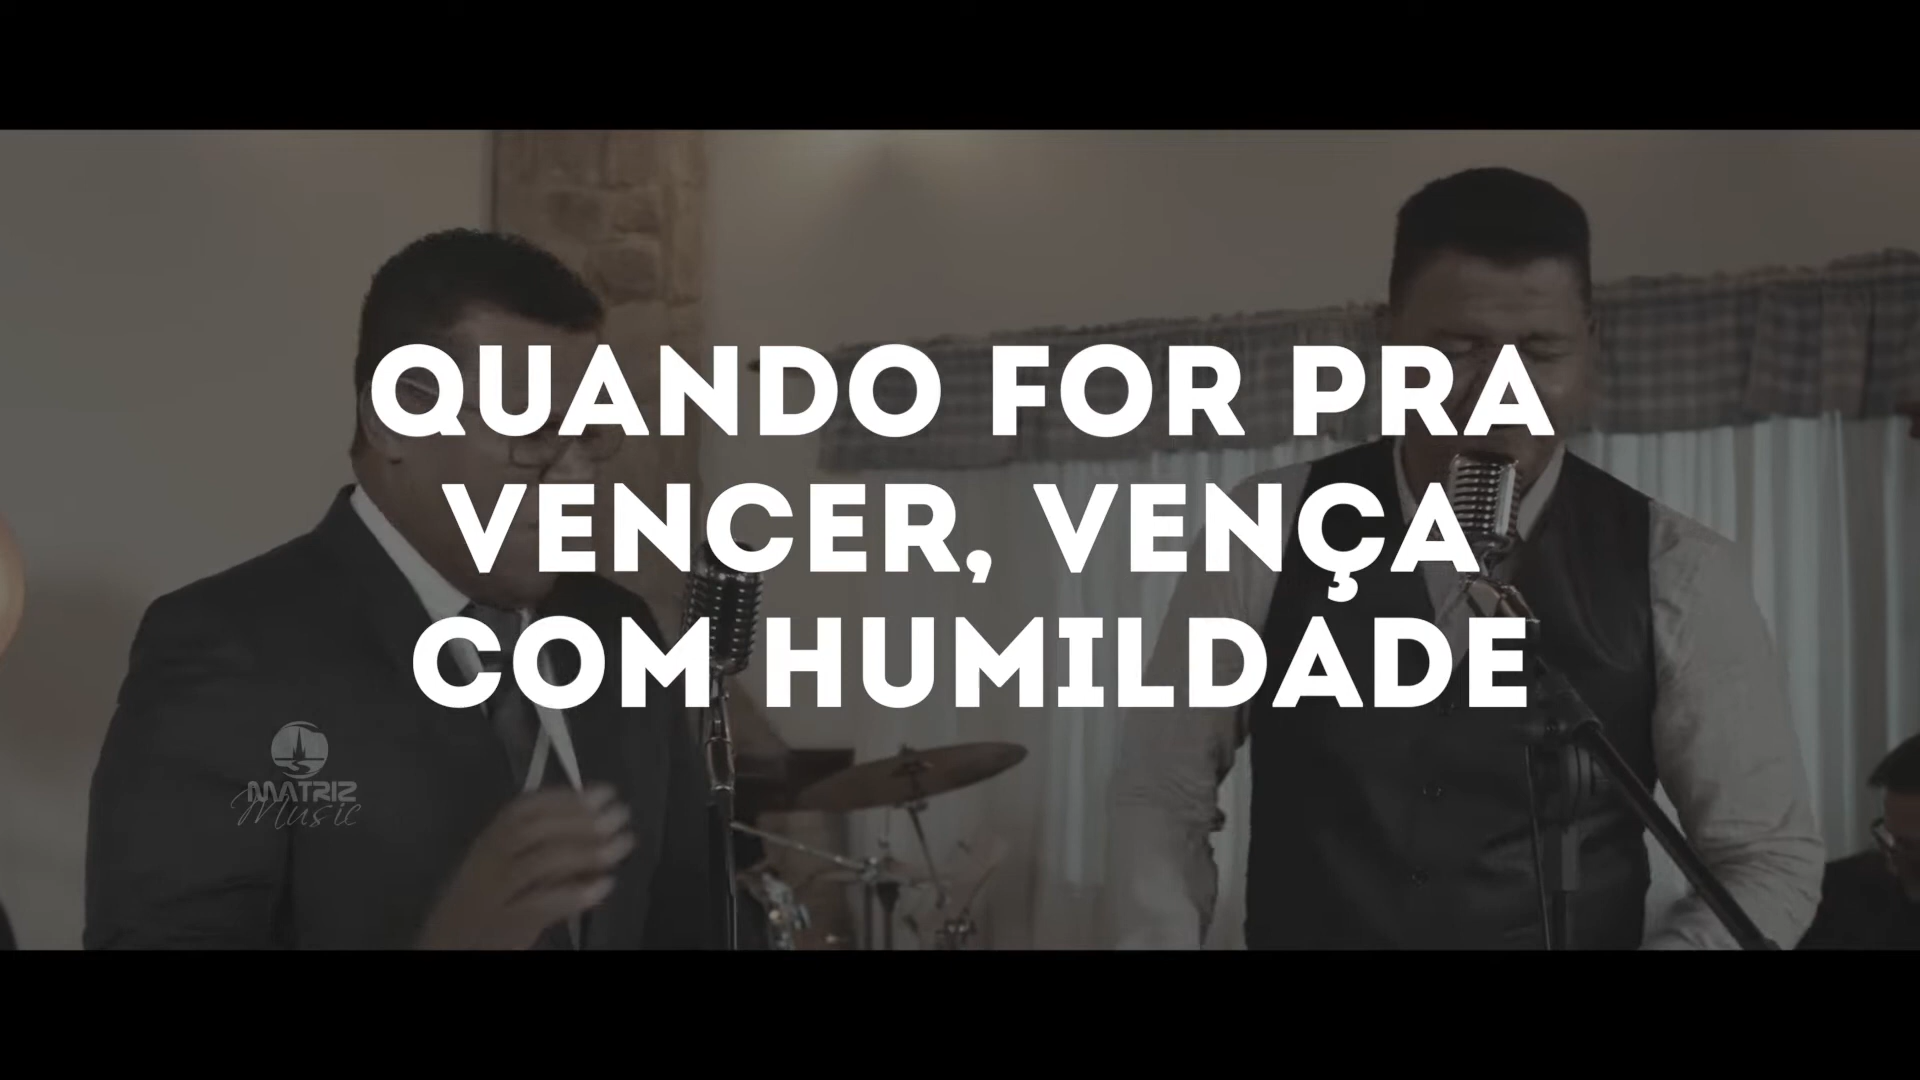 QUANDO FOR PRA
VENCER, VENÇA
COM HUMILDADE
MATRIZ
Music